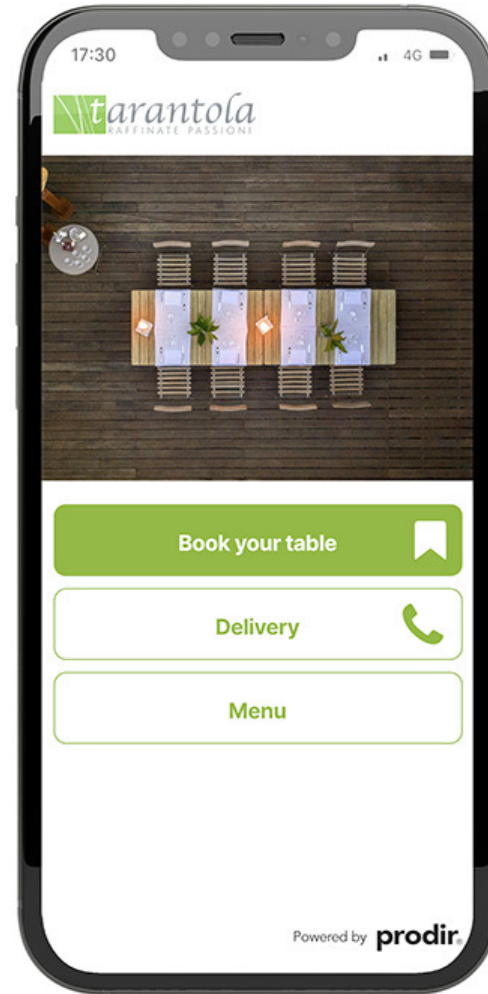 17:30 4G
tarantola
RAFFINATE PASSIONI
Book your table
Delivery
Menu
Powered by prodir®